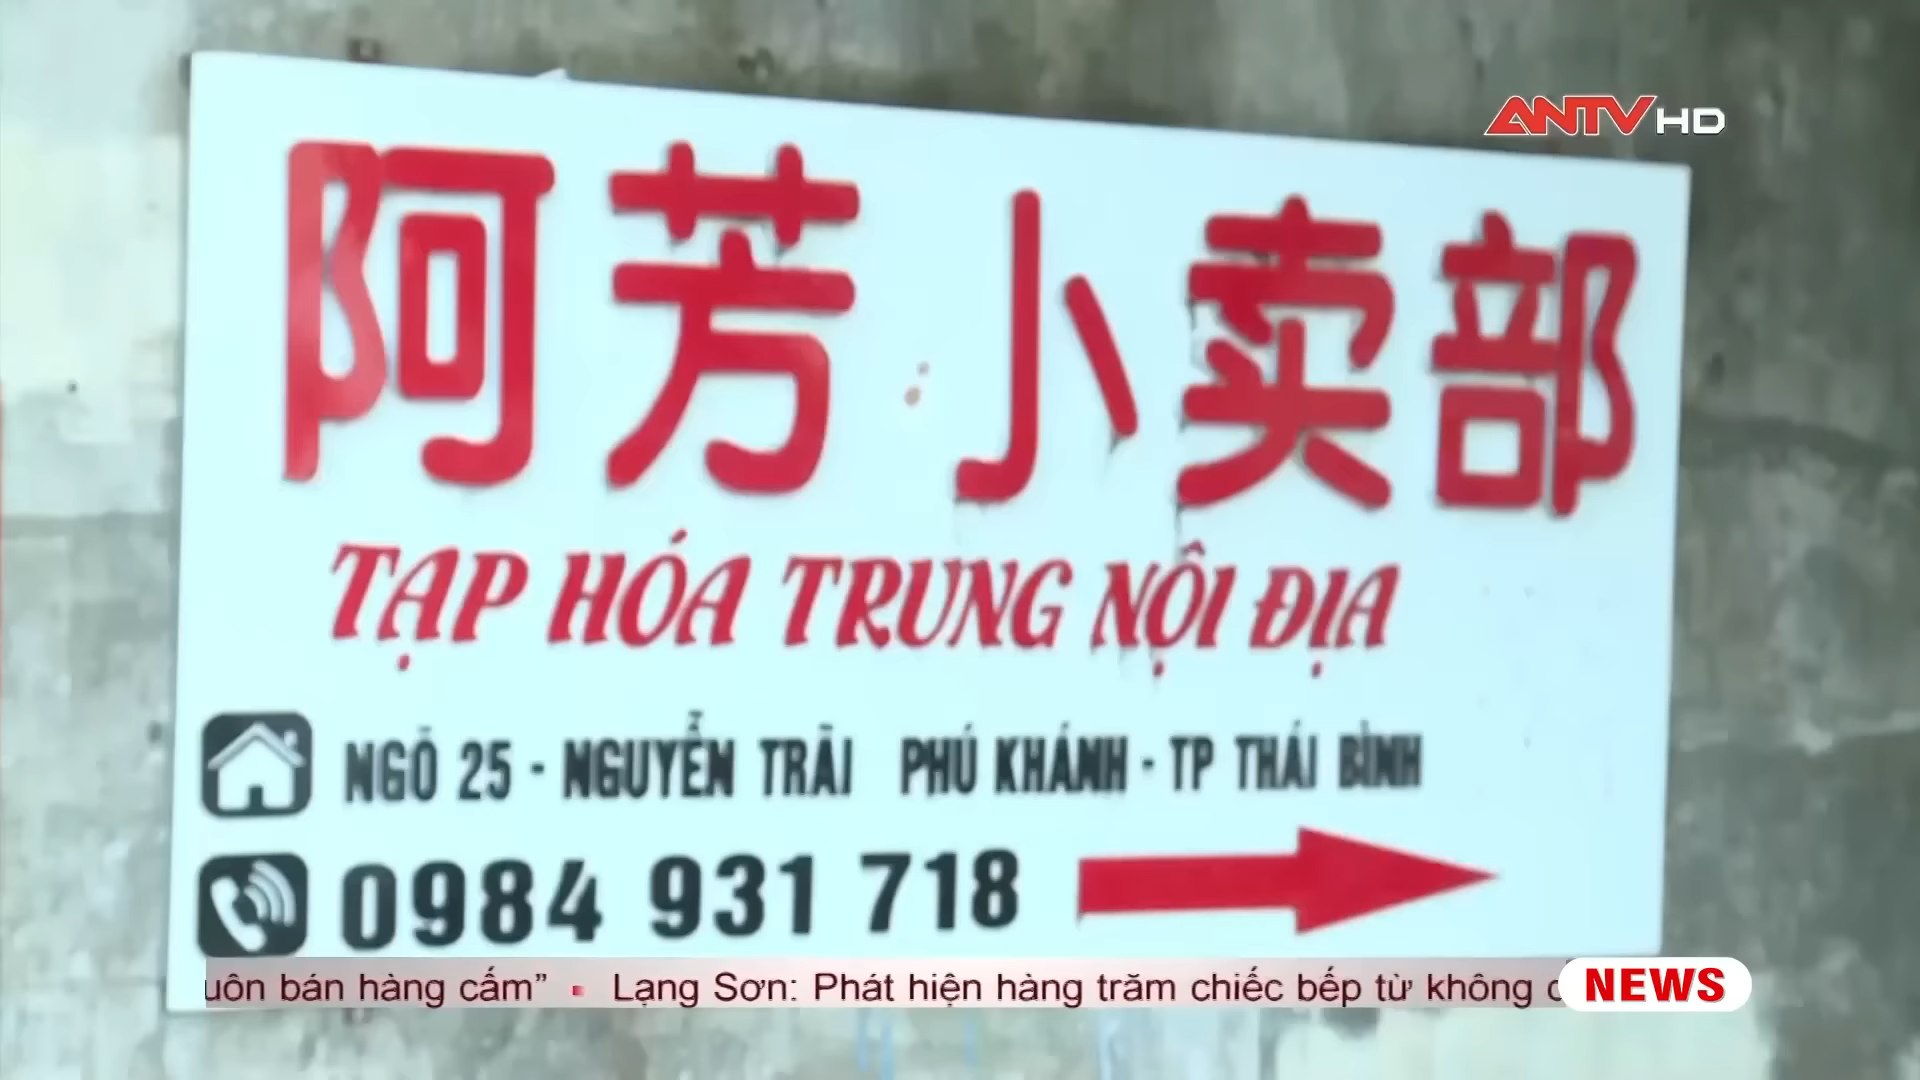 ANTV HD
阿芳小卖部
TẠP HÓA TRUNG NỘI ĐỊA
NGÕ 25 - NGUYỄN TRÃI PHÚ KHÁNH - TP THÁI BÌNH
0984 931 718
uôn bán hàng cấm” ▪ Lạng Sơn: Phát hiện hàng trăm chiếc bếp từ không
NEWS